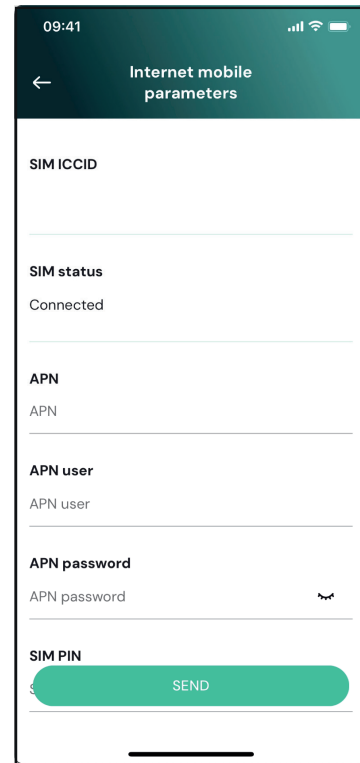 09:41
Internet mobile
parameters
SIM ICCID
SIM status
Connected
APN
APN
APN user
APN user
APN password
APN password
SIM PIN
SEND